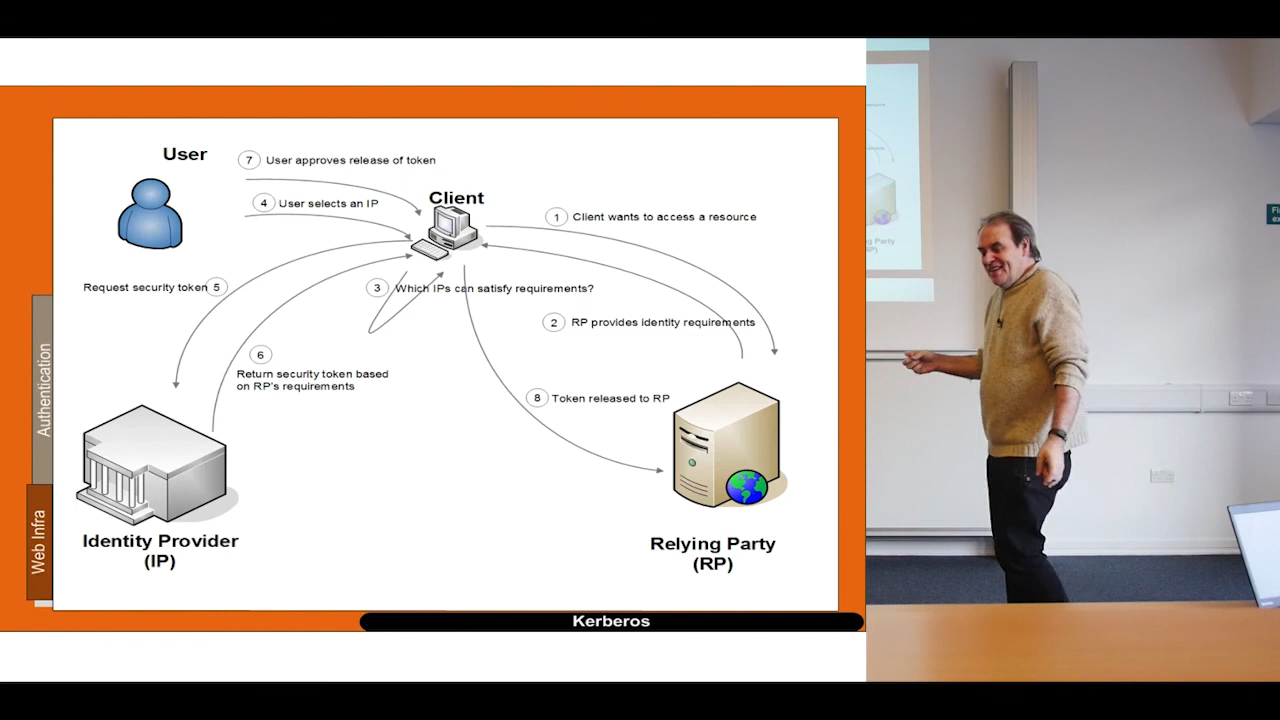 User
7 User approves release of token
4 User selects an IP
Client
1 Client wants to access a resource
Request security token 5
3 Which IPs can satisfy requirements?
2 RP provides identity requirements
6
Return security token based
on RP's requirements
8 Token released to RP
Identity Provider
(IP)
Relying Party
(RP)
Authentication
Web Infra
Kerberos